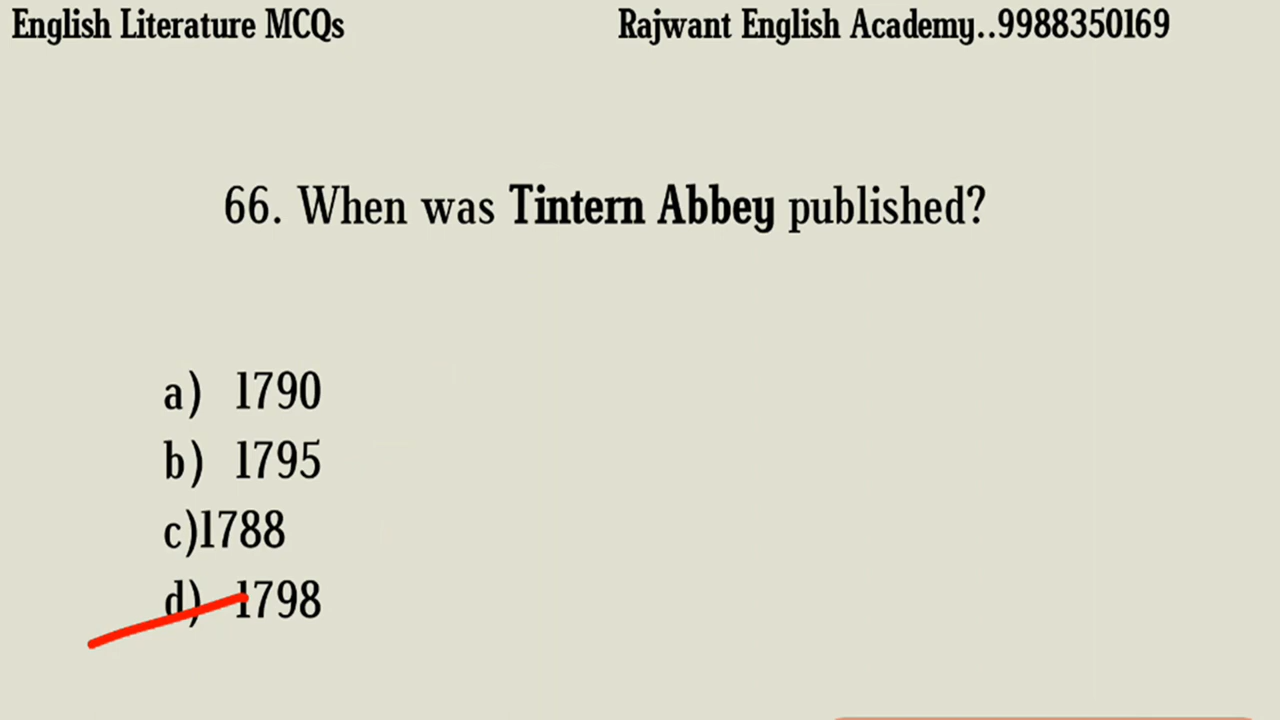 English Literature MCQs Rajwant English Academy..9988350169
66. When was Tintern Abbey published?
a) 1790
b) 1795
c)1788
d) 1798